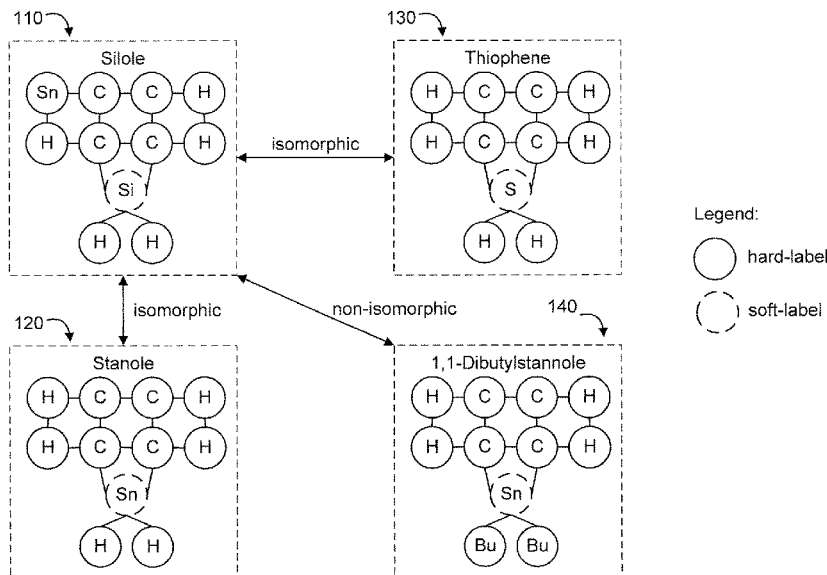 110
130
Silole
Thiophene
Sn C C H
H C C H
H C C H
H C C H
isomorphic
Si
S
H H
H H
Legend:
hard-label
soft-label
isomorphic
non-isomorphic
120
140
Stanole
1,1-Dibutylstannole
H C C H
H C C H
H C C H
H C C H
Sn
Sn
H H
Bu Bu